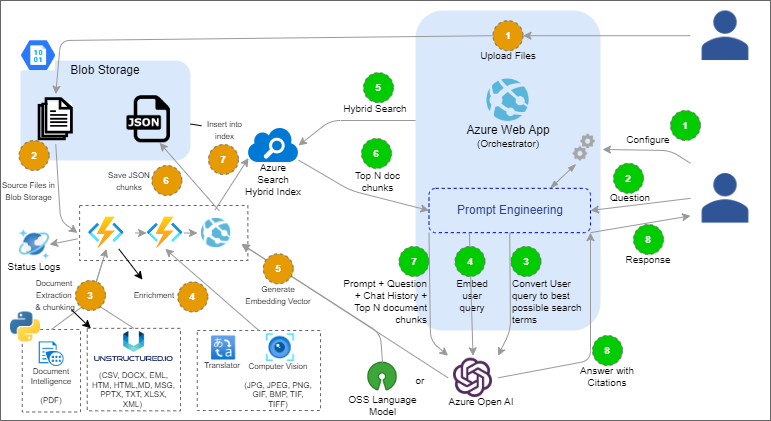 1
Upload Files
10
01
Blob Storage
JSON
5
Hybrid Search
Azure Web App
(Orchestrator)
1
Configure
Insert into
index
2
7
Azure
Search
Hybrid Index
6
Top N doc
chunks
2
Question
Source Files in
Blob Storage
Save JSON
chunks
6
Prompt Engineering
8
Response
Status Logs
Document
Extraction
& chunking
3
Enrichment
4
5
Generate
Embedding Vector
7
Prompt + Question
+ Chat History +
Top N document
chunks
4
Embed
user
query
3
Convert User
query to best
possible search
terms
Document
Intelligence
(PDF)
UNSTRUCTURED.IO
(CSV, DOCX, EML,
HTM, HTML,MD, MSG,
PPTX, TXT, XLSX,
XML)
Translator
Computer Vision
(JPG, JPEG, PNG,
GIF, BMP, TIF,
TIFF)
OSS Language
Model
or
Azure Open AI
8
Answer with
Citations